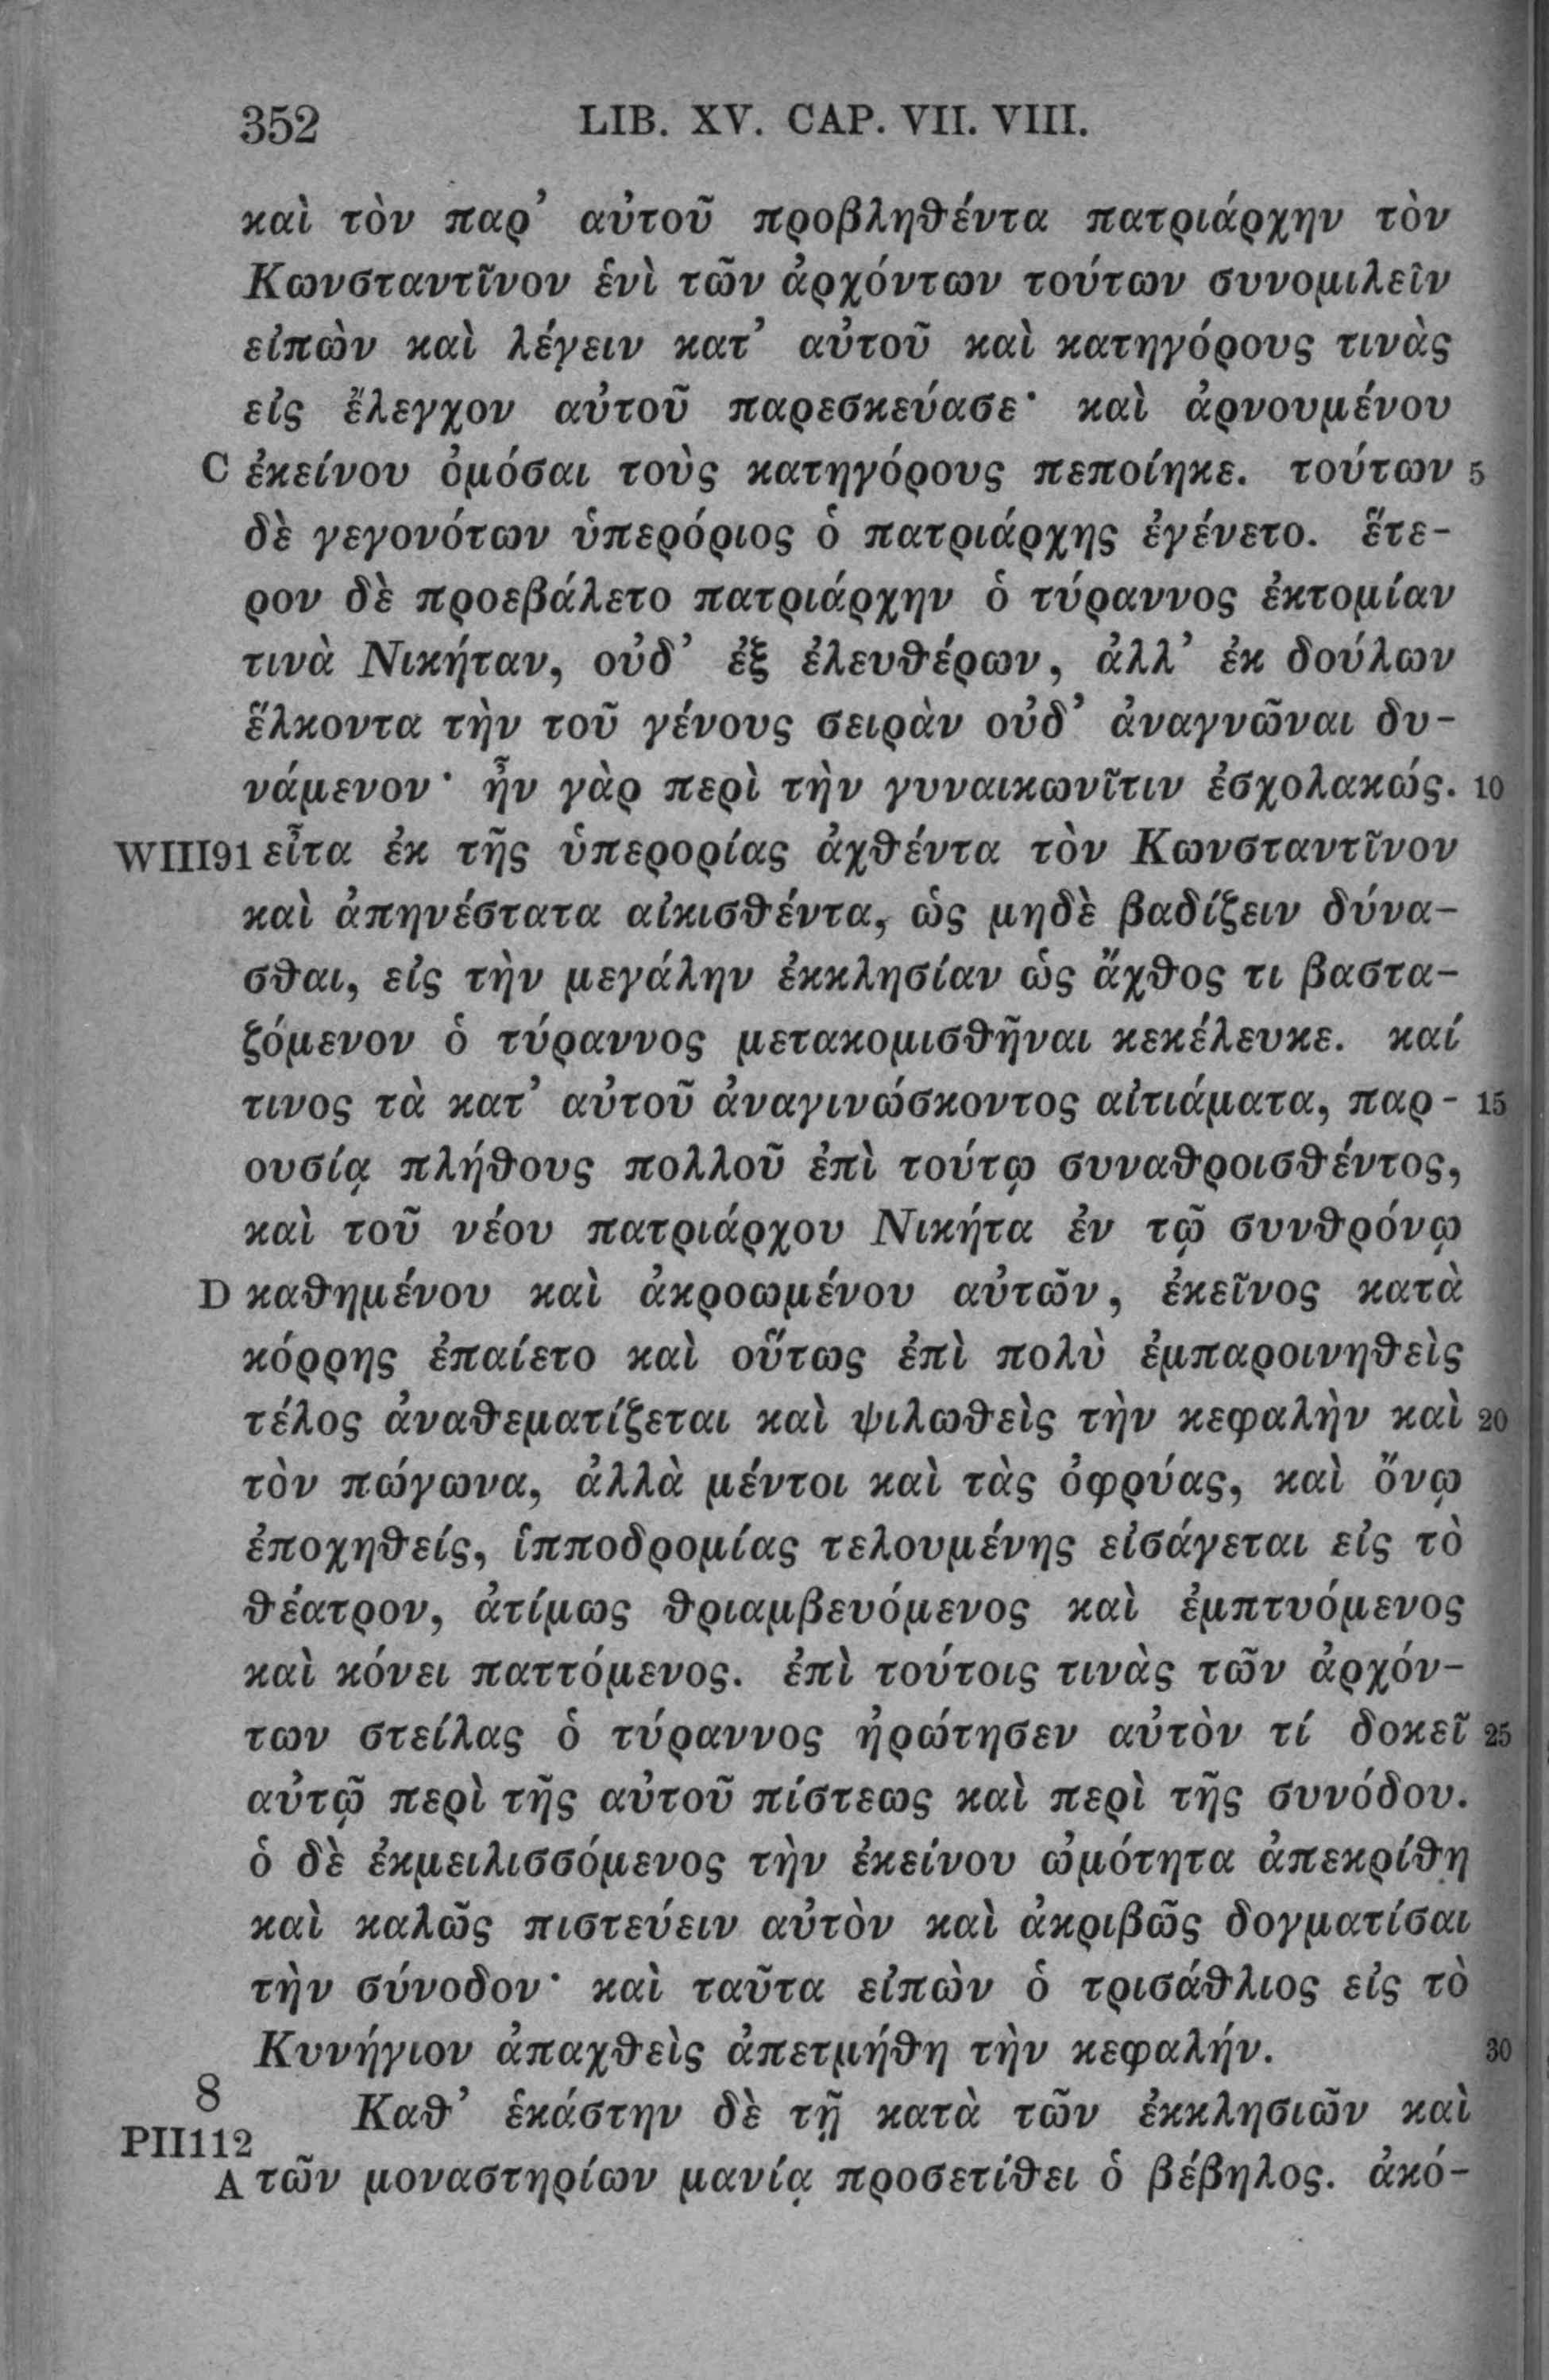 352 LIB. XV. CAP. VII. VIII.
καὶ τὸν παρ’ αὐτοῦ προβληθέντα πατριάρχην τὸν
Κωνσταντῖνον ἑνὶ τῶν ἀρχόντων τούτων συνομιλεῖν
εἰπὼν καὶ λέγειν κατ’ αὐτοῦ καὶ κατηγόρους τινὰς
εἰς ἔλεγχον αὐτοῦ παρεσκεύασε· καὶ ἀρνουμένου
C ἐκείνου ὀμόσαι τοὺς κατηγόρους πεποίηκε. τούτων 5
δὲ γεγονότων ὑπερόριος ὁ πατριάρχης ἐγένετο. ἕτε-
ρον δὲ προεβάλετο πατριάρχην ὁ τύραννος ἐκτομίαν
τινὰ Νικήταν, οὐδ’ ἐξ ἐλευθέρων, ἀλλ’ ἐκ δούλων
ἕλκοντα τὴν τοῦ γένους σειρὰν οὐδ’ ἀναγνῶναι δυ-
νάμενον· ἦν γὰρ περὶ τὴν γυναικωνῖτιν ἐσχολακώς. 10
WIII91 εἶτα ἐκ τῆς ὑπερορίας ἀχθέντα τὸν Κωνσταντῖνον
καὶ ἀπηνέστατα αἰκισθέντα, ὡς μηδὲ βαδίζειν δύνα-
σθαι, εἰς τὴν μεγάλην ἐκκλησίαν ὡς ἄχθος τι βαστα-
ζόμενον ὁ τύραννος μετακομισθῆναι κεκέλευκε. καί
τινος τὰ κατ’ αὐτοῦ ἀναγινώσκοντος αἰτιάματα, παρ- 15
ουσίᾳ πλήθους πολλοῦ ἐπὶ τούτῳ συναθροισθέντος,
καὶ τοῦ νέου πατριάρχου Νικήτα ἐν τῷ συνθρόνῳ
D καθημένου καὶ ἀκροωμένου αὐτῶν, ἐκεῖνος κατὰ
κόρρης ἐπαίετο καὶ οὕτως ἐπὶ πολὺ ἐμπαροινηθεὶς
τέλος ἀναθεματίζεται καὶ ψιλωθεὶς τὴν κεφαλὴν καὶ 20
τὸν πώγωνα, ἀλλὰ μέντοι καὶ τὰς ὀφρύας, καὶ ὄνῳ
ἐποχηθείς, ἱπποδρομίας τελουμένης εἰσάγεται εἰς τὸ
θέατρον, ἀτίμως θριαμβευόμενος καὶ ἐμπτυόμενος
καὶ κόνει παττόμενος. ἐπὶ τούτοις τινὰς τῶν ἀρχόν-
των στείλας ὁ τύραννος ἠρώτησεν αὐτὸν τί δοκεῖ 25
αὐτῷ περὶ τῆς αὐτοῦ πίστεως καὶ περὶ τῆς συνόδου.
ὁ δὲ ἐκμειλισσόμενος τὴν ἐκείνου ὠμότητα ἀπεκρίθη
καὶ καλῶς πιστεύειν αὐτὸν καὶ ἀκριβῶς δογματίσαι
τὴν σύνοδον· καὶ ταῦτα εἰπὼν ὁ τρισάθλιος εἰς τὸ
Κυνήγιον ἀπαχθεὶς ἀπετμήθη τὴν κεφαλήν. 30
8 Καθ’ ἑκάστην δὲ τῇ κατὰ τῶν ἐκκλησιῶν καὶ
PII112
A τῶν μοναστηρίων μανίᾳ προσετίθει ὁ βέβηλος. ἀκό-